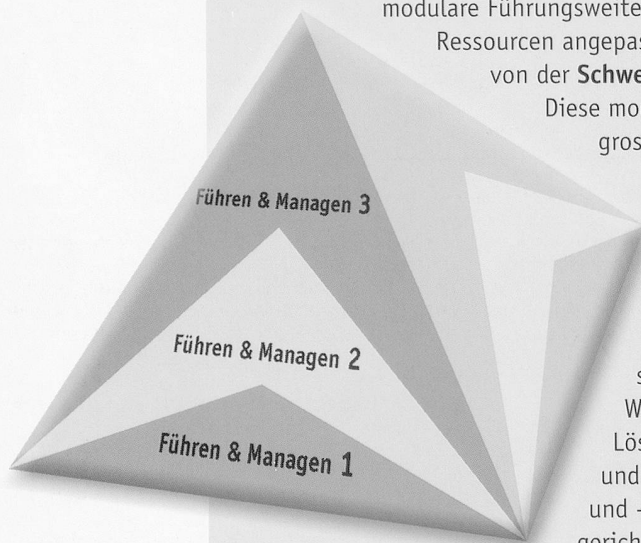 modulare Führungsweite
Ressourcen angepas
von der Schwe
Diese mo
gros
Führen & Managen 3
Führen & Managen 2
Führen & Managen 1
s
W
Lös
und
und -
gerich